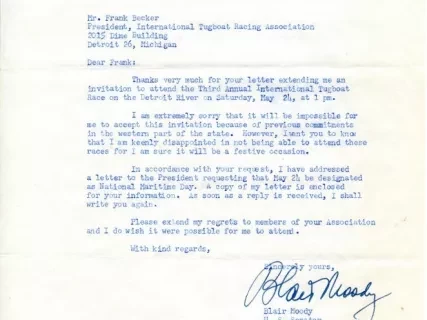 Mr. Frank Becker
President, International Tugboat Racing Association
2015 Dime Building
Detroit 26, Michigan
Dear Frank:
Thanks very much for your letter extending me an
invitation to attend the Third Annual International Tugboat
Race on the Detroit River on Saturday, May 24, at 1 pm.
I am extremely sorry that it will be impossible for
me to accept this invitation because of previous commitments
in the western part of the state. However, I want you to know
that I am keenly disappointed in not being able to attend these
races for I am sure it will be a festive occasion.
In accordance with your request, I have addressed
a letter to the President requesting that May 24 be designated
as National Maritime Day. A copy of my letter is enclosed
for your information. As soon as a reply is received, I shall
write you again.
Please extend my regrets to members of your Association
and I do wish it were possible for me to attend.
With kind regards,
Sincerely yours,
Blair Moody
Blair Moody
U. S. Senator